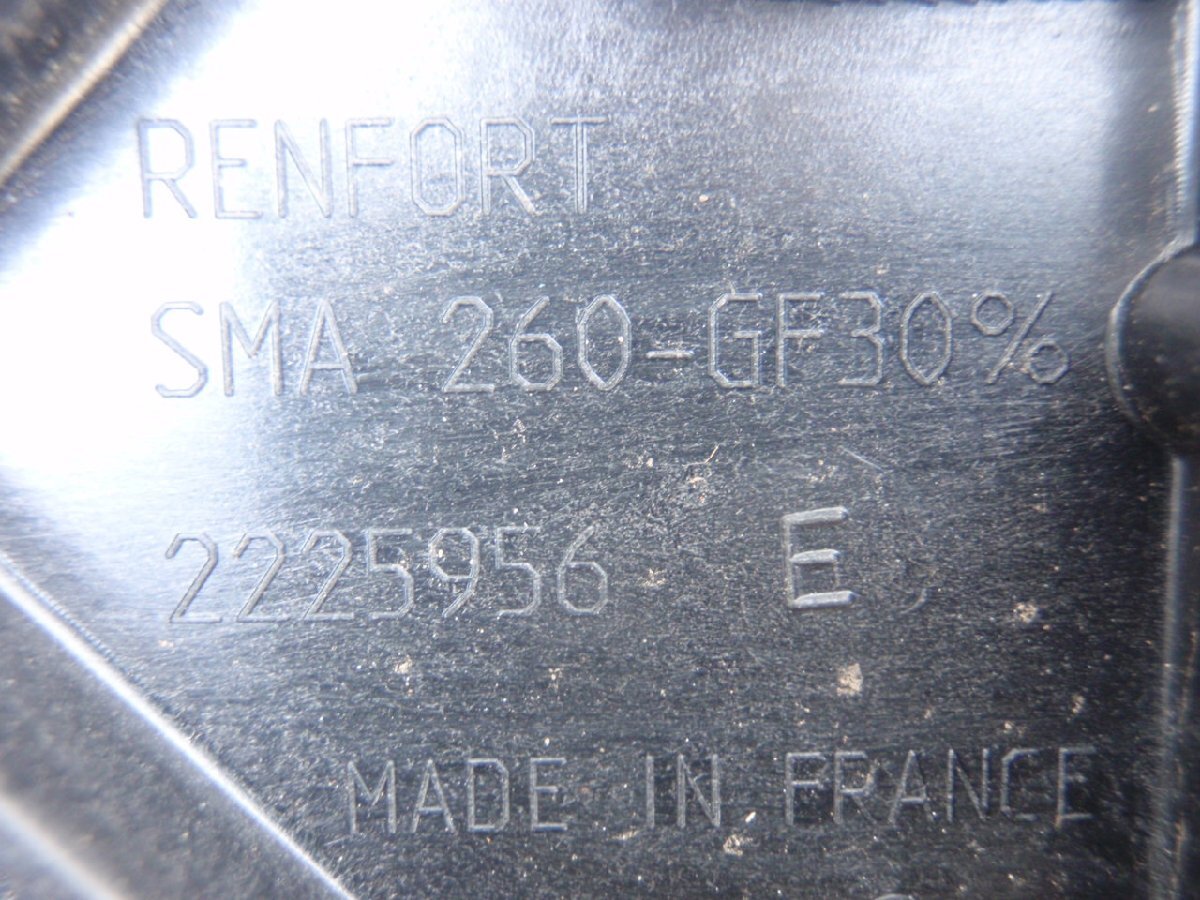 RENFORT
SMA 260-GF30%
2225956 E
MADE IN FRANCE